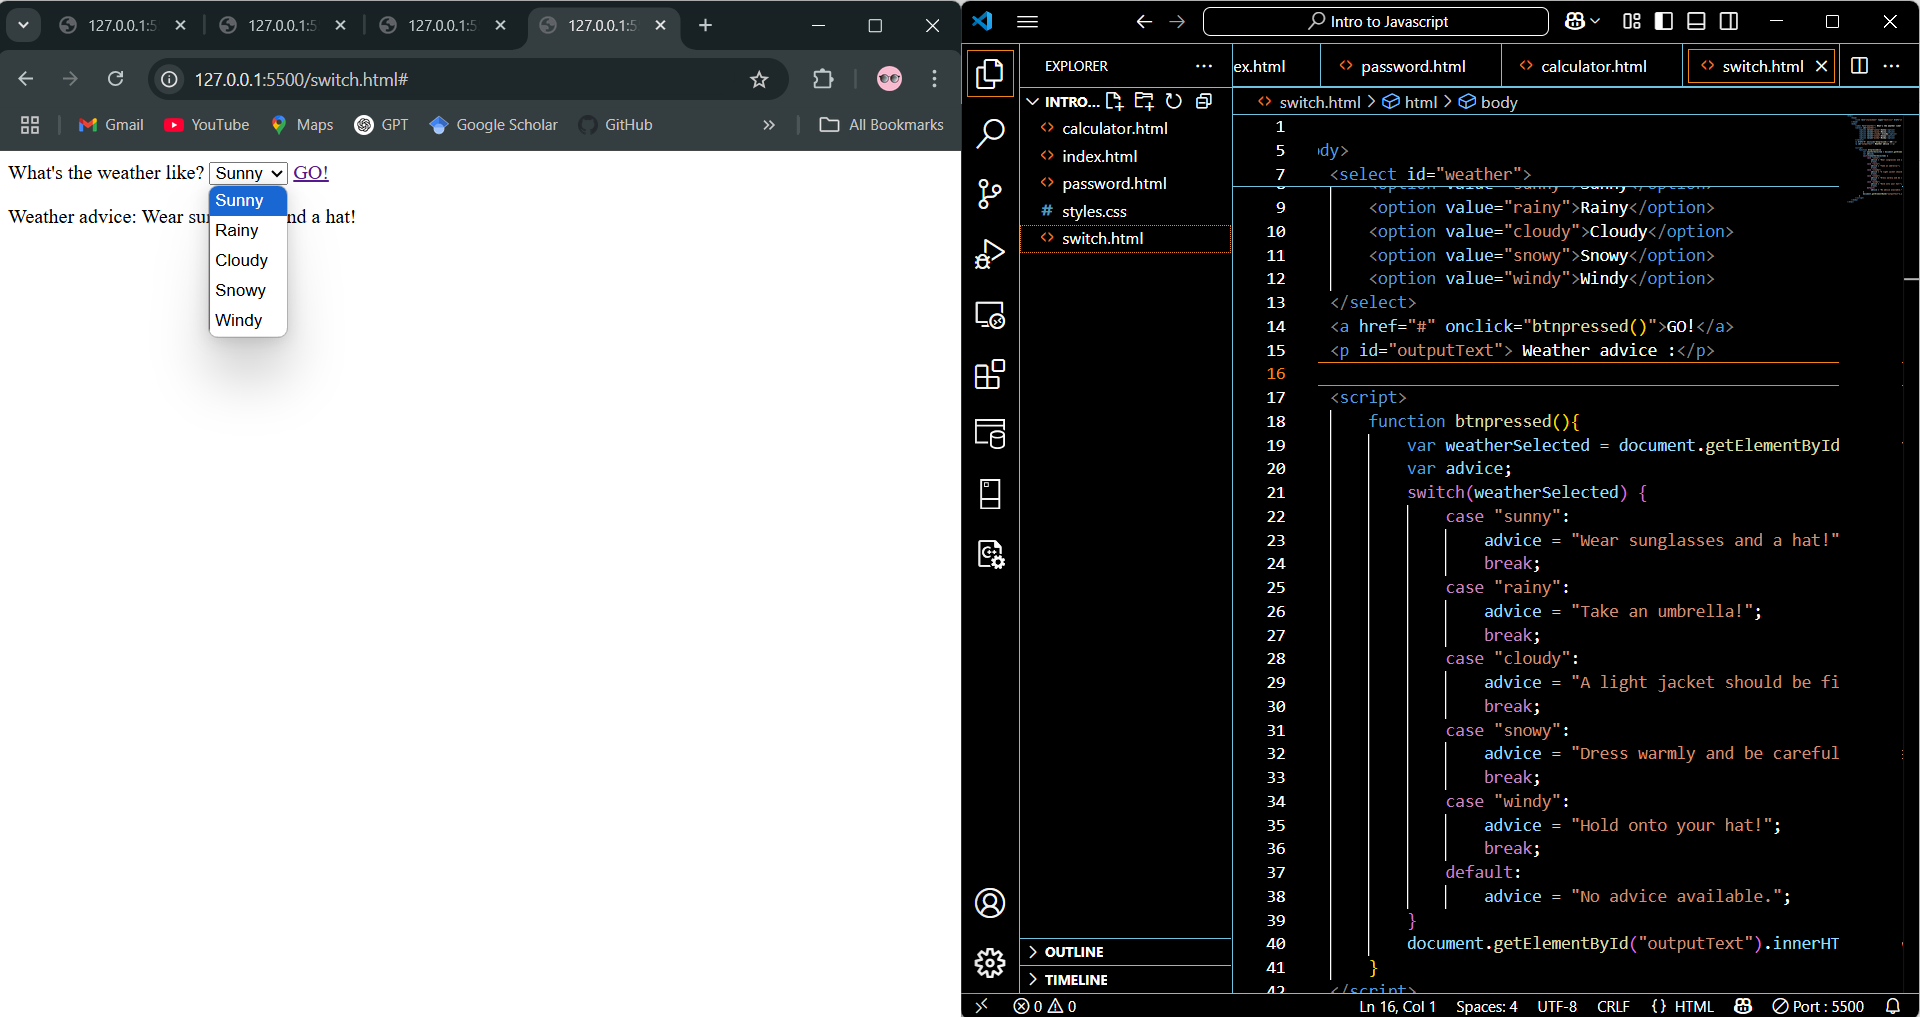 127.0.0.1:5 127.0.0.1:5 127.0.0.1:5 127.0.0.1:5
127.0.0.1:5500/switch.html#
Gmail YouTube Maps GPT Google Scholar GitHub » All Bookmarks
What's the weather like? Sunny GO!
Sunny
Rainy
Cloudy
Snowy
Windy
Weather advice: Wear su nd a hat!
Intro to Javascript
EXPLORER
INTRO...
calculator.html
index.html
password.html
styles.css
switch.html
OUTLINE
TIMELINE
ex.html password.html calculator.html switch.html
switch.html > html > body
1
5 dy>
7 <select id="weather">
9 <option value="rainy">Rainy</option>
10 <option value="cloudy">Cloudy</option>
11 <option value="snowy">Snowy</option>
12 <option value="windy">Windy</option>
13 </select>
14 <a href="#" onclick="btnpressed()">GO!</a>
15 <p id="outputText"> Weather advice :</p>
16
17 <script>
18 function btnpressed(){
19 var weatherSelected = document.getElementById
20 var advice;
21 switch(weatherSelected) {
22 case "sunny":
23 advice = "Wear sunglasses and a hat!"
24 break;
25 case "rainy":
26 advice = "Take an umbrella!";
27 break;
28 case "cloudy":
29 advice = "A light jacket should be fi
30 break;
31 case "snowy":
32 advice = "Dress warmly and be careful
33 break;
34 case "windy":
35 advice = "Hold onto your hat!";
36 break;
37 default:
38 advice = "No advice available.";
39 }
40 document.getElementById("outputText").innerHT
41 }
42 </script>
0 0 Ln 16, Col 1 Spaces: 4 UTF-8 CRLF {} HTML Port : 5500